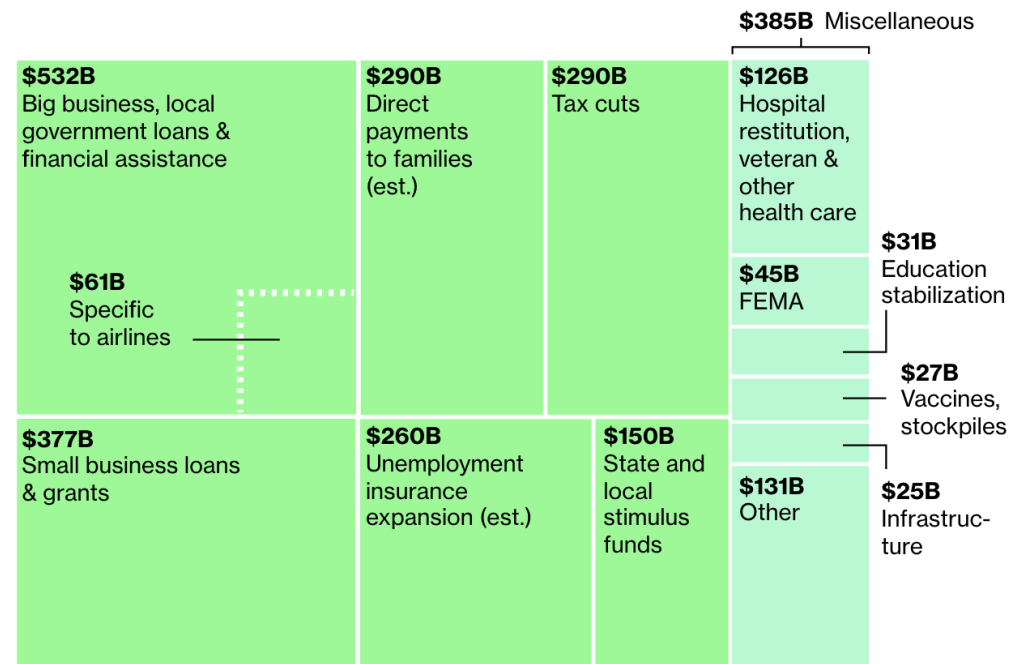 $385B Miscellaneous
$532B
Big business, local
government loans &
financial assistance
$61B
Specific
to airlines
$290B
Direct
payments
to families
(est.)
$290B
Tax cuts
$126B
Hospital
restitution,
veteran &
other
health care
$45B
FEMA
$31B
Education
stabilization
$27B
Vaccines,
stockpiles
$25B
Infrastruc-
ture
$131B
Other
$377B
Small business loans
& grants
$260B
Unemployment
insurance
expansion (est.)
$150B
State and
local
stimulus
funds